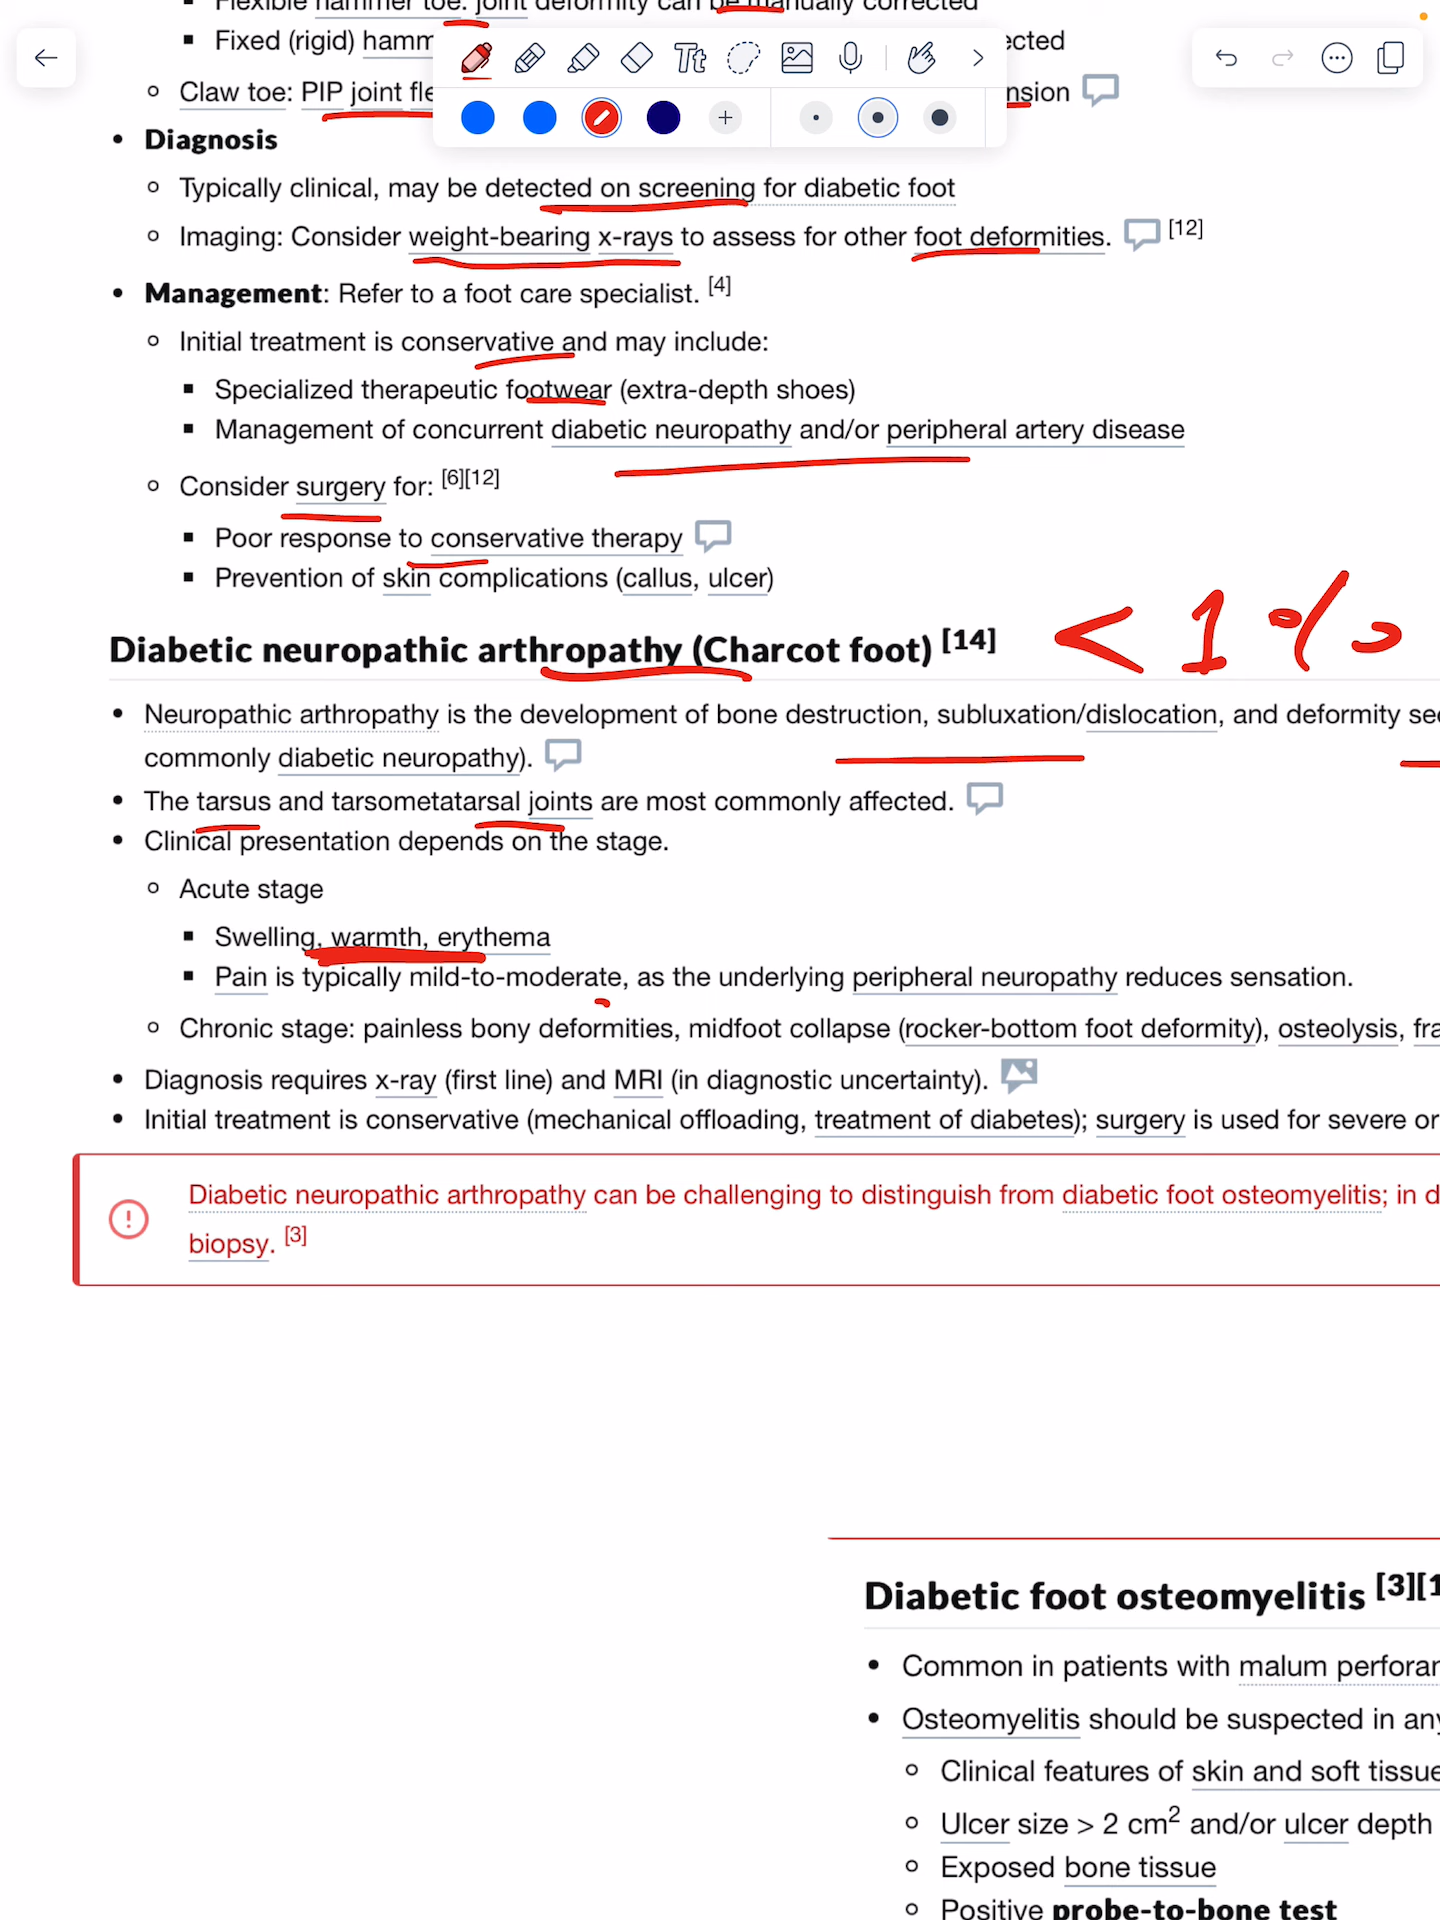 Flexible hammer toe: joint deformity can be manually corrected
Fixed (rigid) hamm
ected
Claw toe: PIP joint fle
nsion
Tt
Diagnosis
Typically clinical, may be detected on screening for diabetic foot
Imaging: Consider weight-bearing x-rays to assess for other foot deformities. [12]
Management: Refer to a foot care specialist. [4]
Initial treatment is conservative and may include:
Specialized therapeutic footwear (extra-depth shoes)
Management of concurrent diabetic neuropathy and/or peripheral artery disease
Consider surgery for: [6][12]
Poor response to conservative therapy
Prevention of skin complications (callus, ulcer)
Diabetic neuropathic arthropathy (Charcot foot) [14] < 1 %
Neuropathic arthropathy is the development of bone destruction, subluxation/dislocation, and deformity se
commonly diabetic neuropathy).
The tarsus and tarsometatarsal joints are most commonly affected.
Clinical presentation depends on the stage.
Acute stage
Swelling, warmth, erythema
Pain is typically mild-to-moderate, as the underlying peripheral neuropathy reduces sensation.
Chronic stage: painless bony deformities, midfoot collapse (rocker-bottom foot deformity), osteolysis, fra
Diagnosis requires x-ray (first line) and MRI (in diagnostic uncertainty).
Initial treatment is conservative (mechanical offloading, treatment of diabetes); surgery is used for severe or
Diabetic neuropathic arthropathy can be challenging to distinguish from diabetic foot osteomyelitis; in d
biopsy. [3]
Diabetic foot osteomyelitis [3][1
Common in patients with malum perforan
Osteomyelitis should be suspected in any
Clinical features of skin and soft tissue
Ulcer size > 2 cm² and/or ulcer depth
Exposed bone tissue
Positive probe-to-bone test